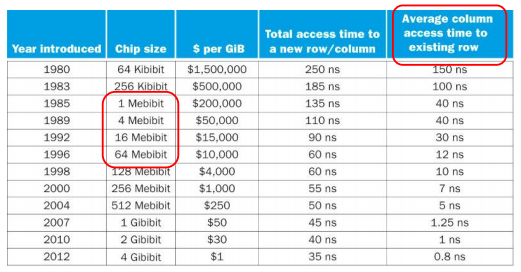 Year introduced Chip size $ per GiB Total access time to a new row/column Average column access time to existing row
1980 64 Kibibit $1,500,000 250 ns 150 ns
1983 256 Kibibit $500,000 185 ns 100 ns
1985 1 Mebibit $200,000 135 ns 40 ns
1989 4 Mebibit $50,000 110 ns 40 ns
1992 16 Mebibit $15,000 90 ns 30 ns
1996 64 Mebibit $10,000 60 ns 12 ns
1998 128 Mebibit $4,000 60 ns 10 ns
2000 256 Mebibit $1,000 55 ns 7 ns
2004 512 Mebibit $250 50 ns 5 ns
2007 1 Gibibit $50 45 ns 1.25 ns
2010 2 Gibibit $30 40 ns 1 ns
2012 4 Gibibit $1 35 ns 0.8 ns